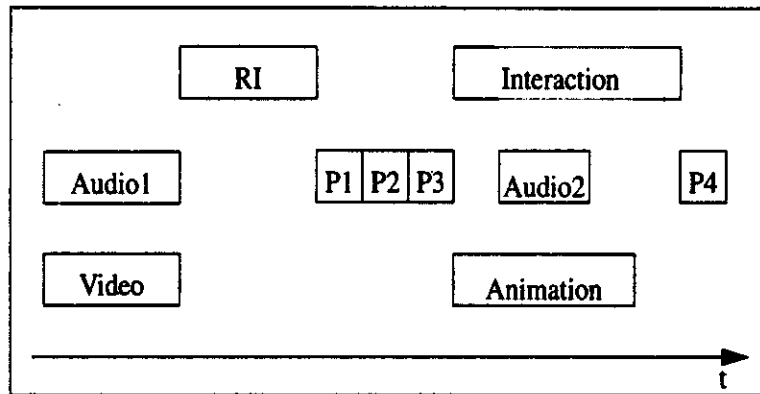 RI Interaction
Audio1 P1 P2 P3 Audio2 P4
Video Animation
t